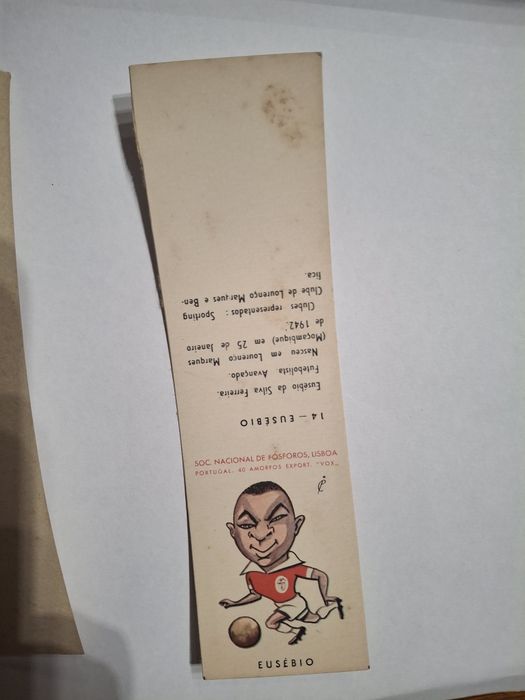 14 — EUSÉBIO
Eusébio da Silva Ferreira.
Futebolista. Avançado.
Nasceu em Lourenço Marques
(Moçambique) em 25 de Janeiro
de 1942.
Clubes representados : Sporting
Clube de Lourenço Marques e Ben-
fica.
SOC. NACIONAL DE FÓSFOROS, LISBOA
PORTUGAL. 40 AMORFOS EXPORT. "VOX„
EUSÉBIO